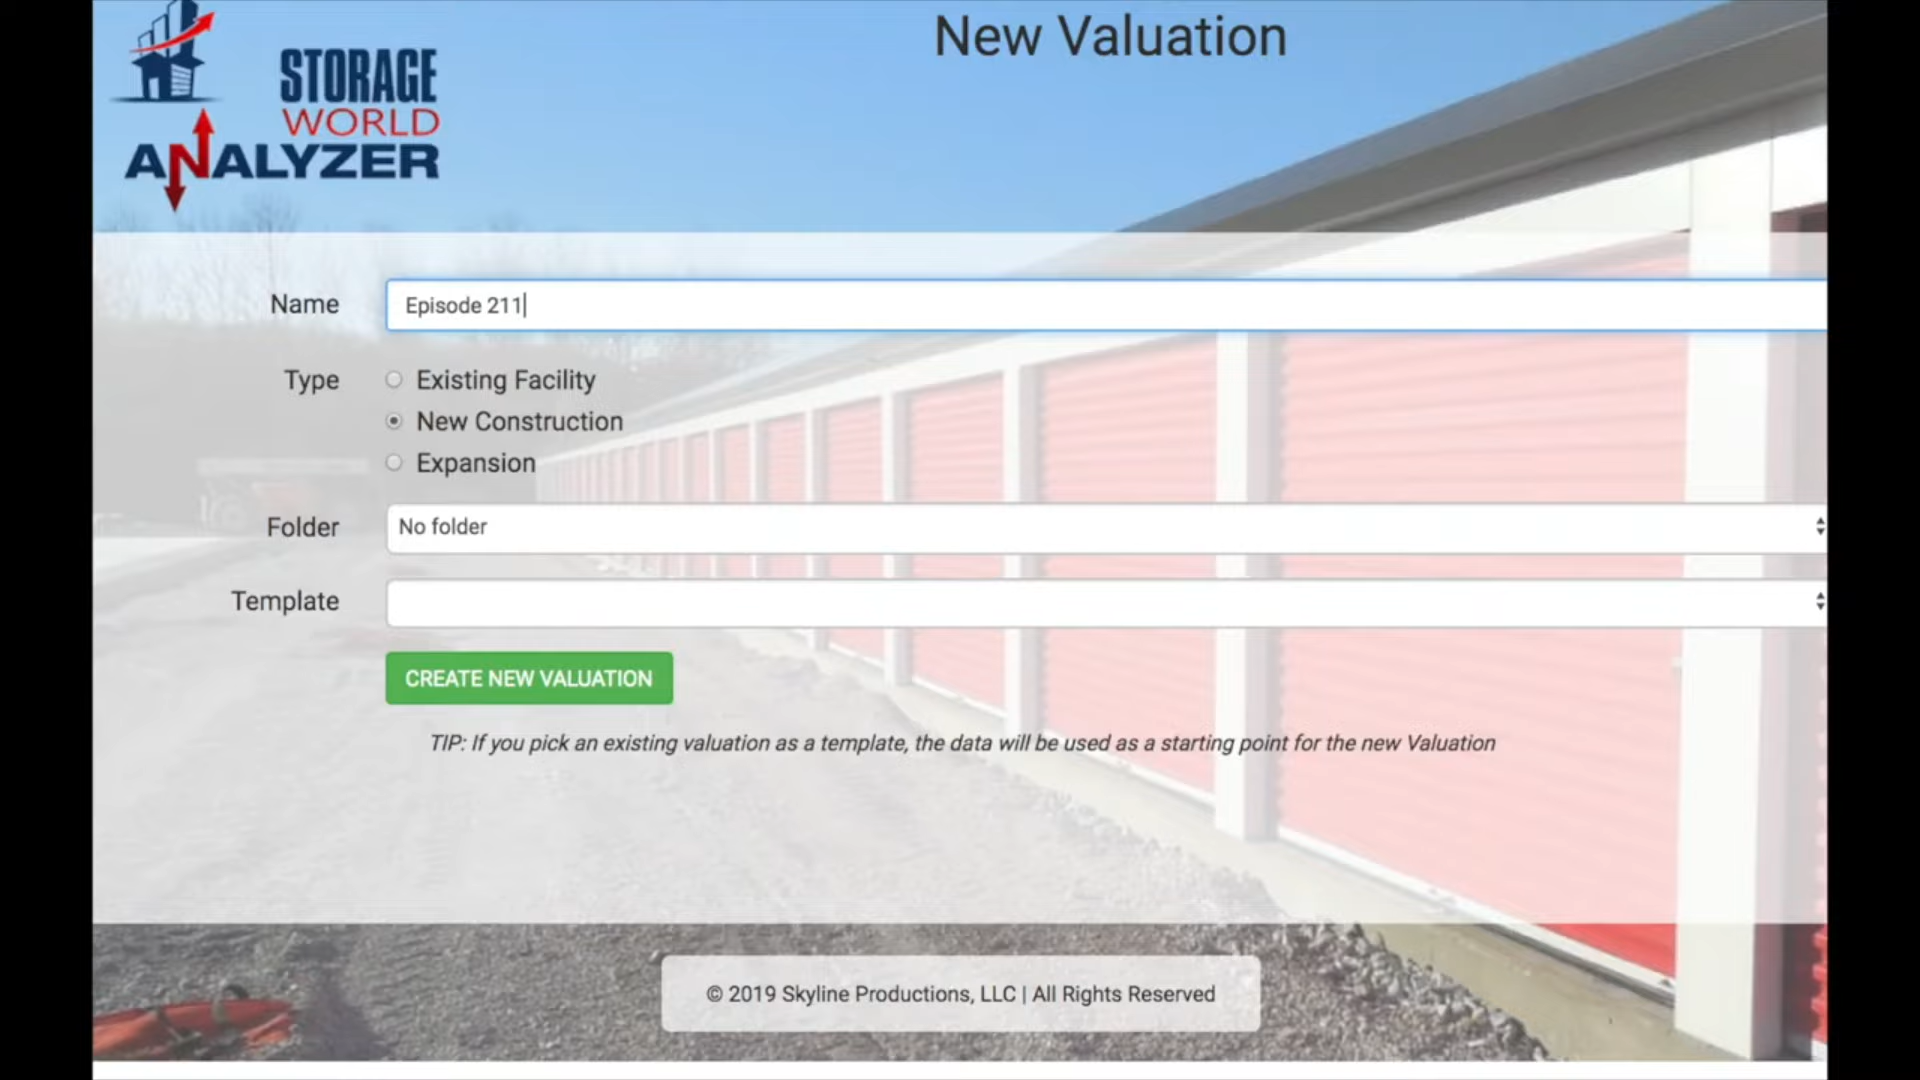 New Valuation
STORAGE
WORLD
ANALYZER
Name
Episode 211
Type
Existing Facility
New Construction
Expansion
Folder
No folder
Template
CREATE NEW VALUATION
TIP: If you pick an existing valuation as a template, the data will be used as a starting point for the new Valuation
© 2019 Skyline Productions, LLC | All Rights Reserved